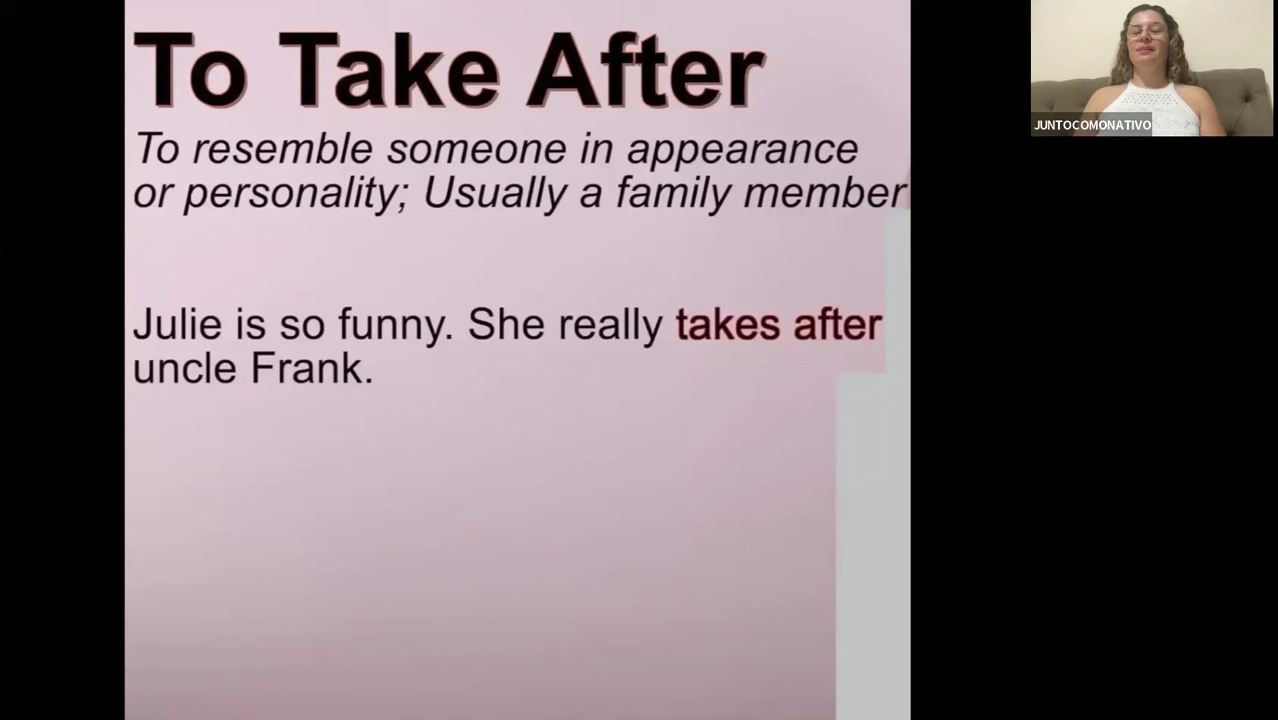 To Take After
To resemble someone in appearance
or personality; Usually a family member
Julie is so funny. She really takes after
uncle Frank.
JUNTOCOMONATIVO